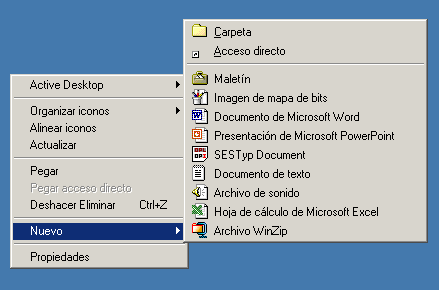 Active Desktop
Organizar iconos
Alinear iconos
Actualizar
Pegar
Pegar acceso directo
Deshacer Eliminar Ctrl+Z
Nuevo
Propiedades
Carpeta
Acceso directo
Maletín
Imagen de mapa de bits
Documento de Microsoft Word
Presentación de Microsoft PowerPoint
SESTyp Document
Documento de texto
Archivo de sonido
Hoja de cálculo de Microsoft Excel
Archivo WinZip